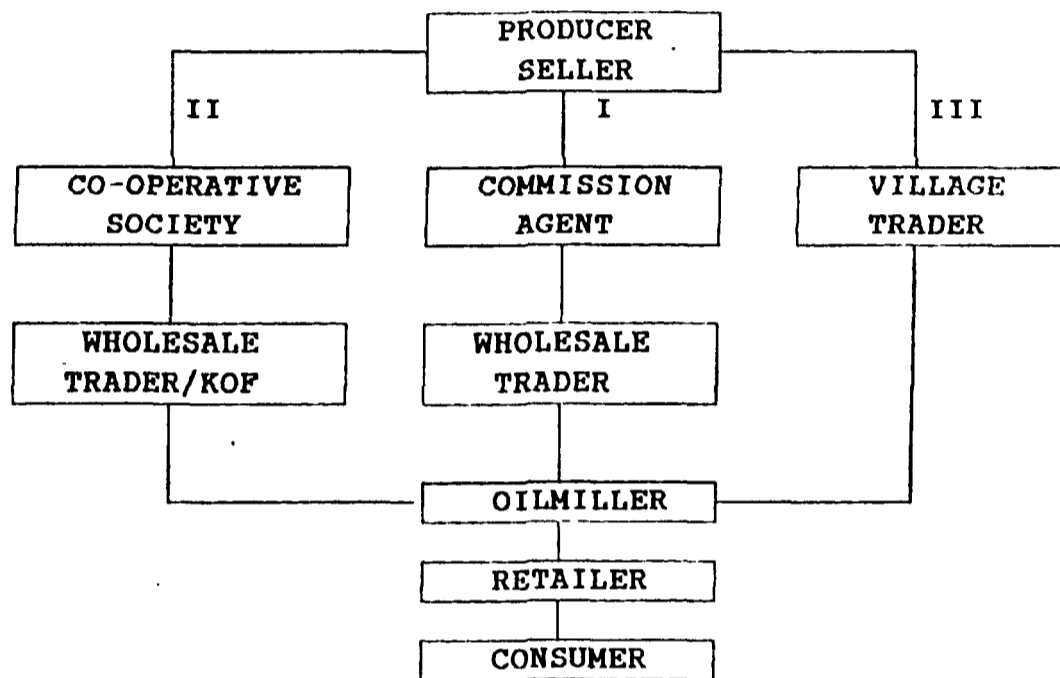 PRODUCER
SELLER
II
I
III
CO-OPERATIVE
SOCIETY
COMMISSION
AGENT
VILLAGE
TRADER
WHOLESALE
TRADER/KOF
WHOLESALE
TRADER
OILMILLER
RETAILER
CONSUMER